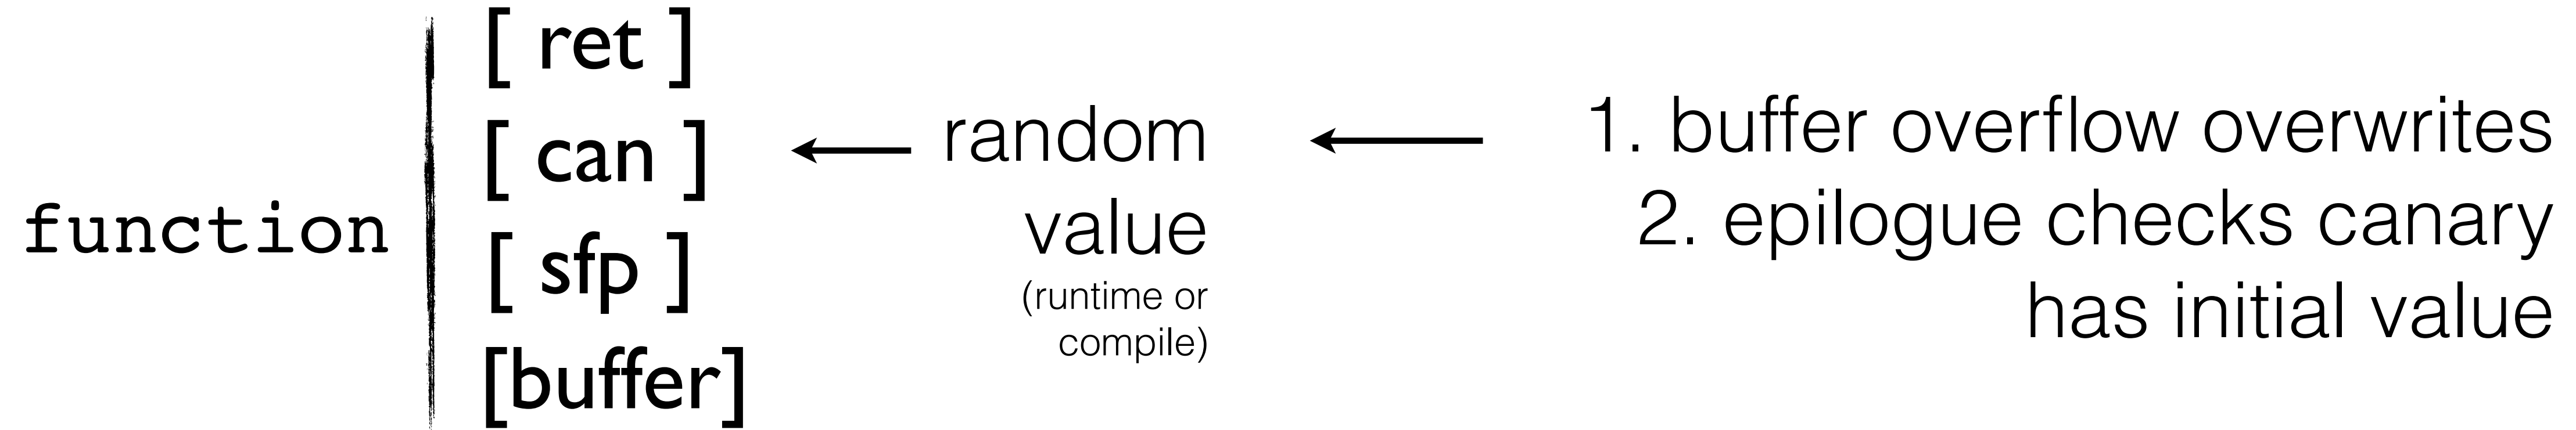 function
[ ret ]
[ can ]
[ sfp ]
[buffer]
random
value
(runtime or
compile)
1. buffer overflow overwrites
2. epilogue checks canary
has initial value